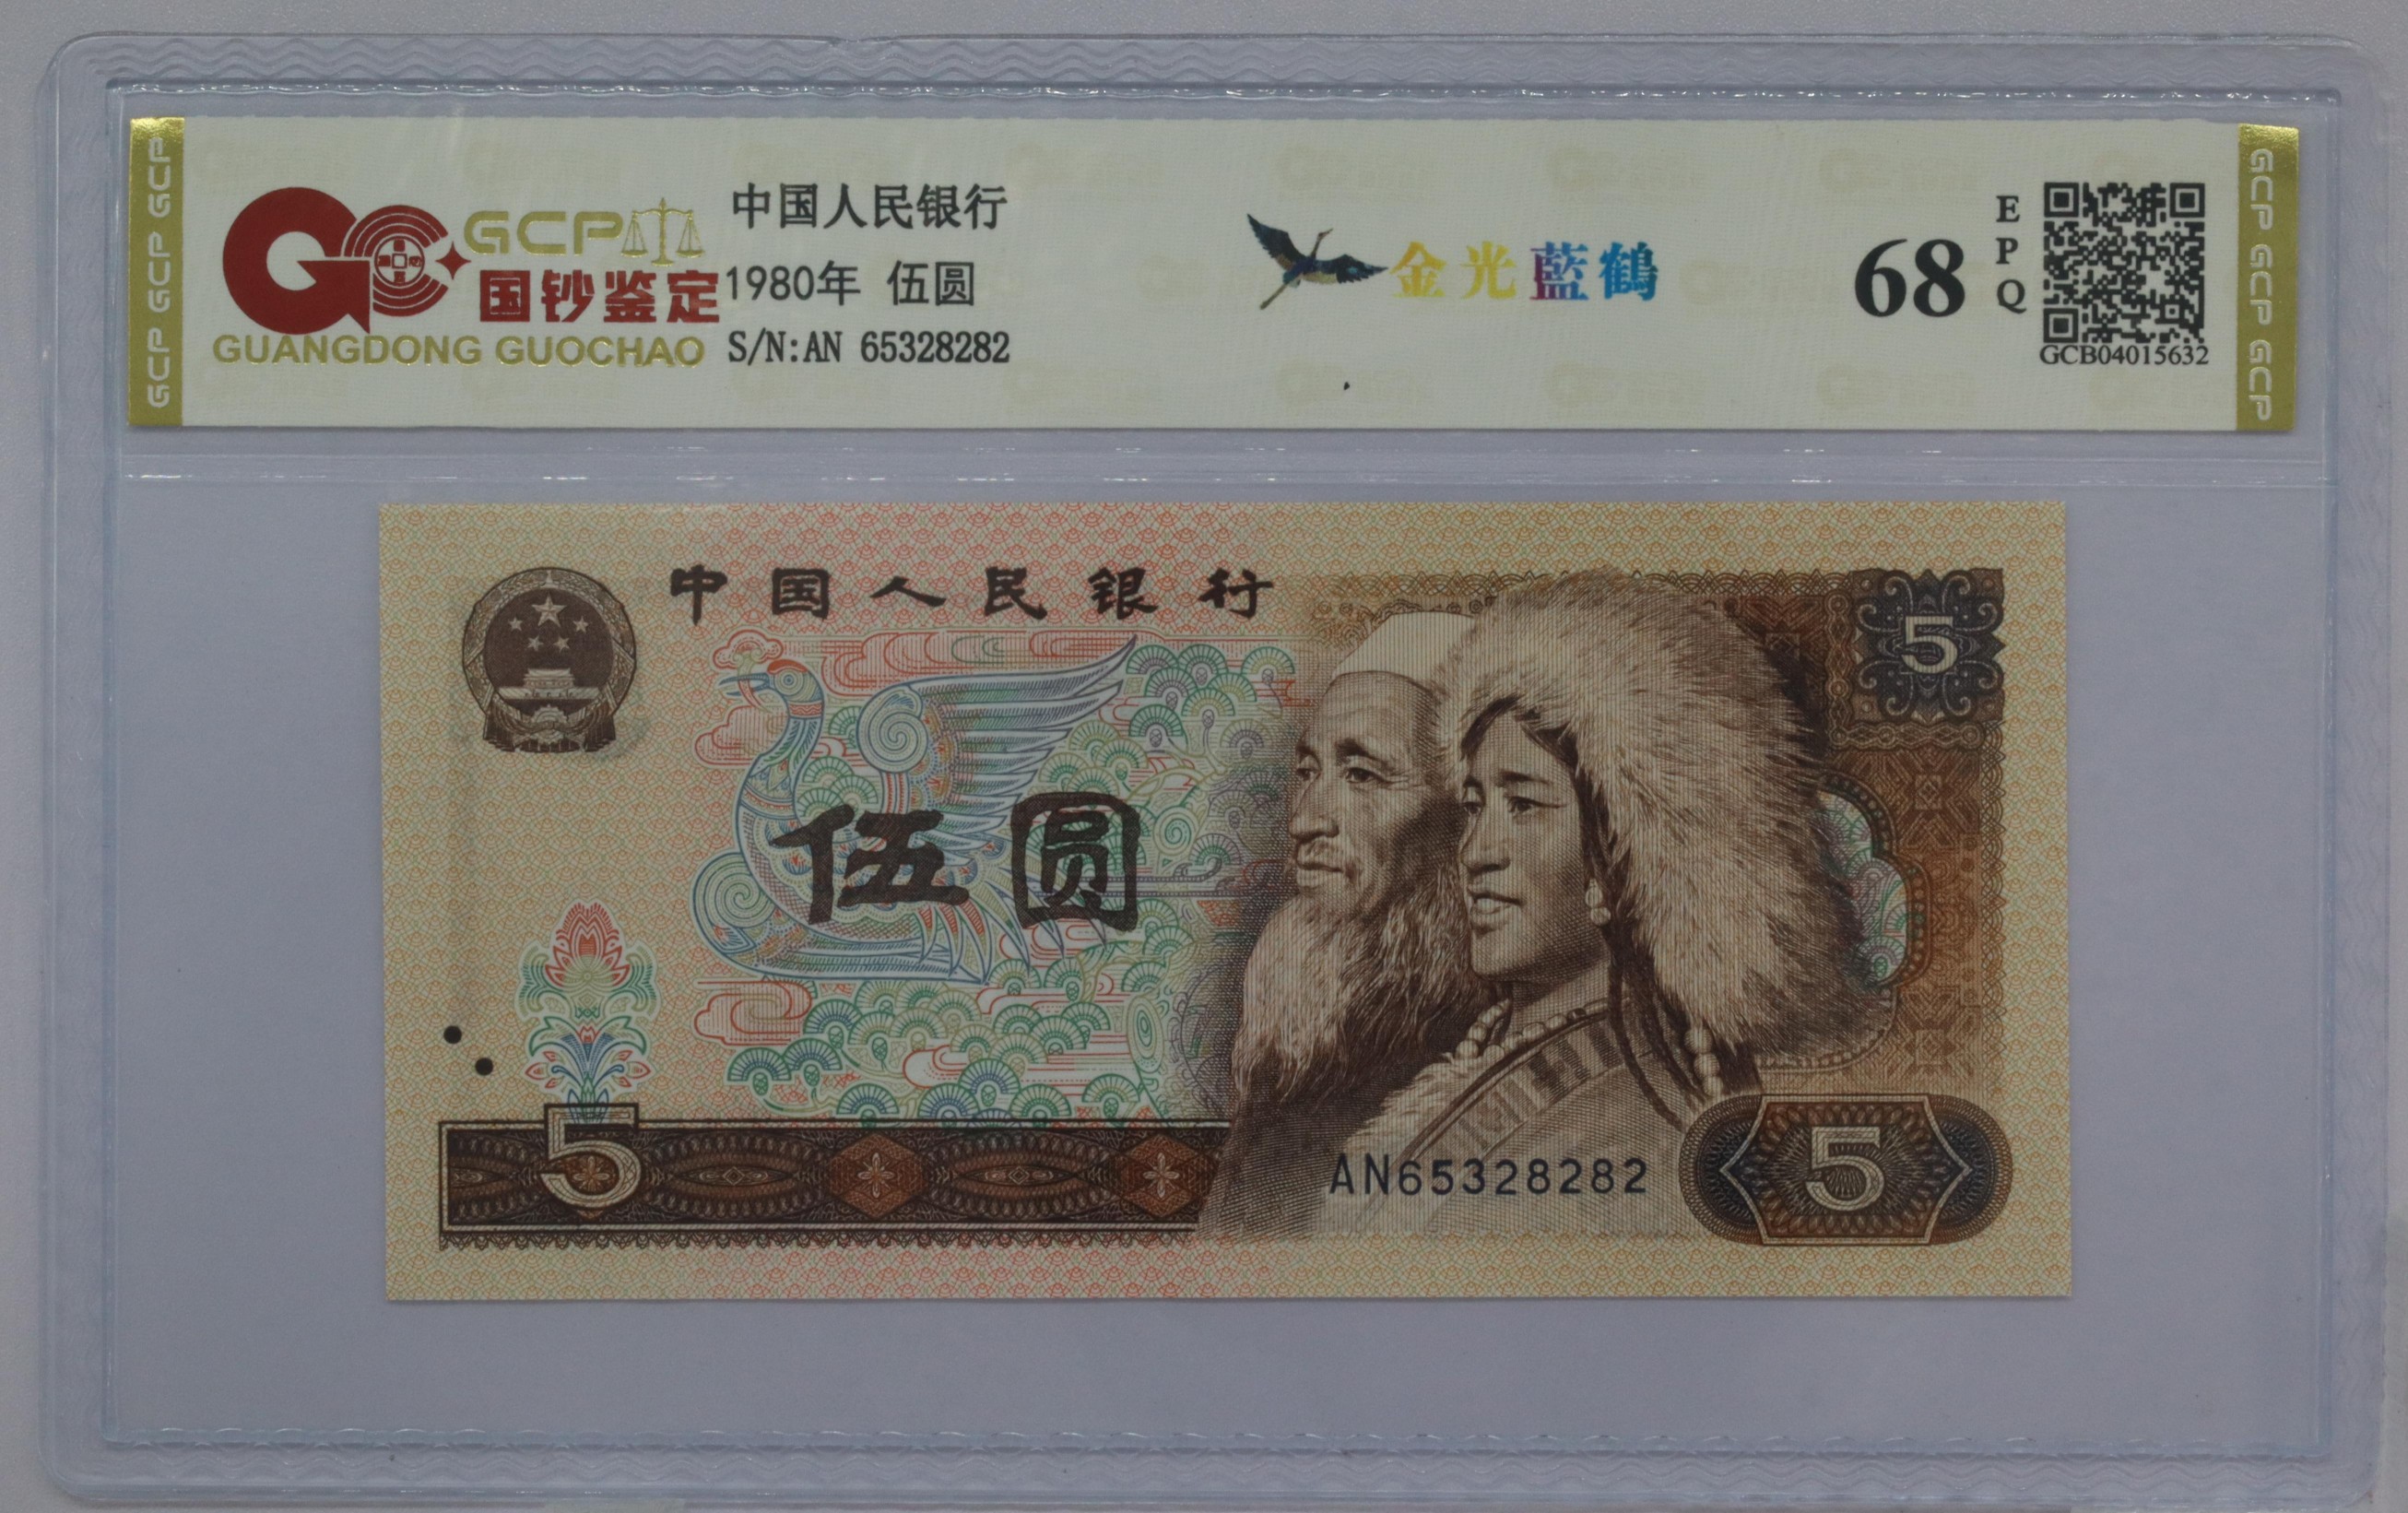 GCP GCP GCP
GCP
国钞鉴定
GUANGDONG GUOCHAO
中国人民银行
1980年 伍圆
S/N:AN 65328282
金光藍鶴
68
EPQ
GCB04015632
GCP GCP GCP
中国人民银行
5
伍圆
5
AN65328282
5